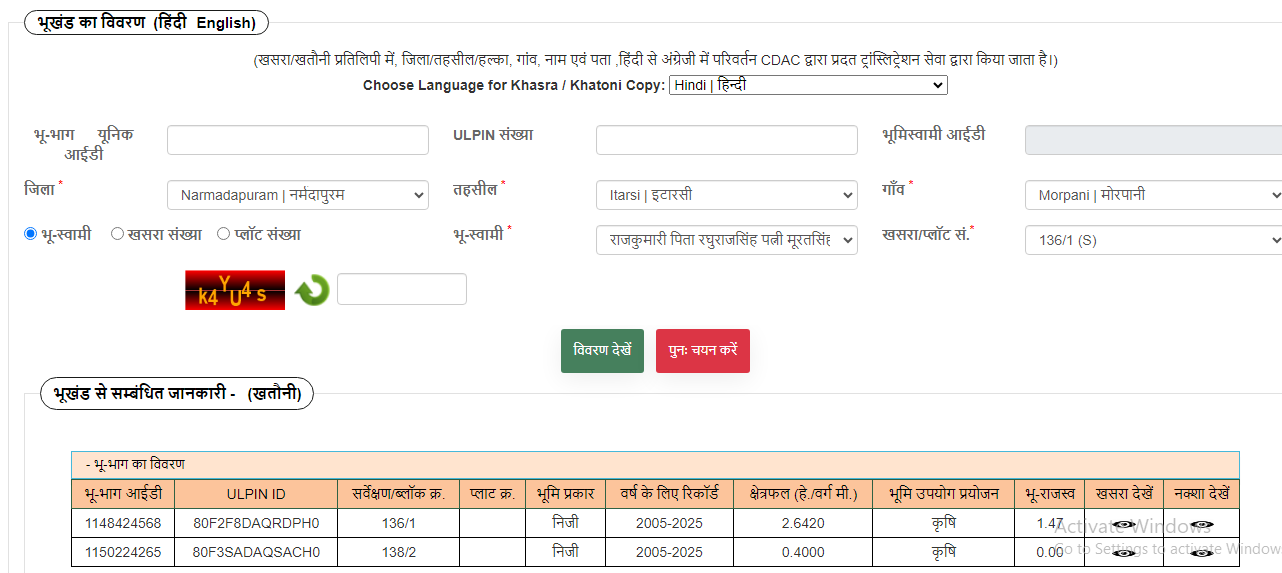 भूखंड का विवरण (हिंदी English)
(खसरा/खतौनी प्रतिलिपी में, जिला/तहसील/हल्का, गांव, नाम एवं पता ,हिंदी से अंग्रेजी में परिवर्तन CDAC द्वारा प्रदत ट्रांस्लिट्रेशन सेवा द्वारा किया जाता है।)
Choose Language for Khasra / Khatoni Copy: Hindi | हिन्दी
भू-भाग यूनिक आईडी ULPIN संख्या भूमिस्वामी आईडी
जिला * Narmadapuram | नर्मदापुरम तहसील * Itarsi | इटारसी गाँव * Morpani | मोरपानी
भू-स्वामी खसरा संख्या प्लॉट संख्या भू-स्वामी * राजकुमारी पिता रघुराजसिंह पत्नी मूरतसिंह खसरा/प्लॉट सं.* 136/1 (S)
k4YU4s
विवरण देखें पुनः चयन करें
भूखंड से सम्बंधित जानकारी - (खतौनी)
- भू-भाग का विवरण
भू-भाग आईडी ULPIN ID सर्वेक्षण/ब्लॉक क्र. प्लाट क्र. भूमि प्रकार वर्ष के लिए रिकॉर्ड क्षेत्रफल (हे./वर्ग मी.) भूमि उपयोग प्रयोजन भू-राजस्व खसरा देखें नक्शा देखें
1148424568 80F2F8DAQRDPH0 136/1 निजी 2005-2025 2.6420 कृषि 1.47
Activate Windows
1150224265 80F3SADAQSACH0 138/2 निजी 2005-2025 0.4000 कृषि 0.00
Go to Settings to activate Window